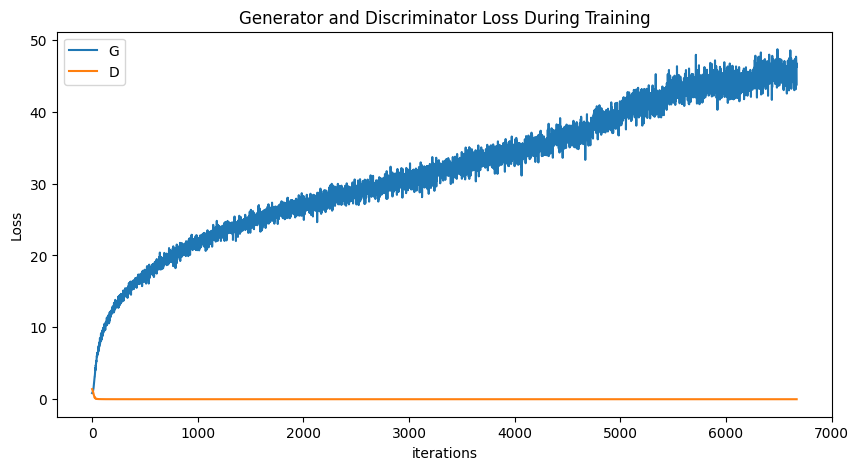 Generator and Discriminator Loss During Training
G
D
50
40
30
20
10
0
Loss
0 1000 2000 3000 4000 5000 6000 7000
iterations